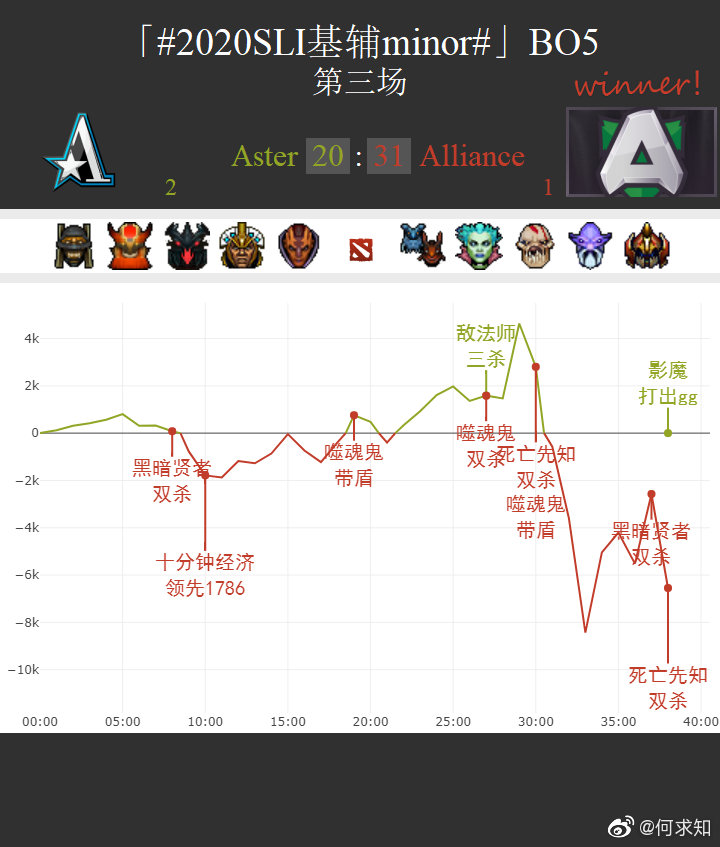 「#2020SLI基辅minor#」BO5
第三场
winner!
Aster 20 : 31 Alliance
2
1
敌法师
三杀
影魔
打出gg
4k
2k
0
−2k
−4k
−6k
−8k
−10k
黑暗贤者
双杀
十分钟经济
领先1786
噬魂鬼
带盾
噬魂鬼
双杀
死亡先知
双杀
噬魂鬼
带盾
黑暗贤者
双杀
死亡先知
双杀
00:00 05:00 10:00 15:00 20:00 25:00 30:00 35:00 40:00
@何求知